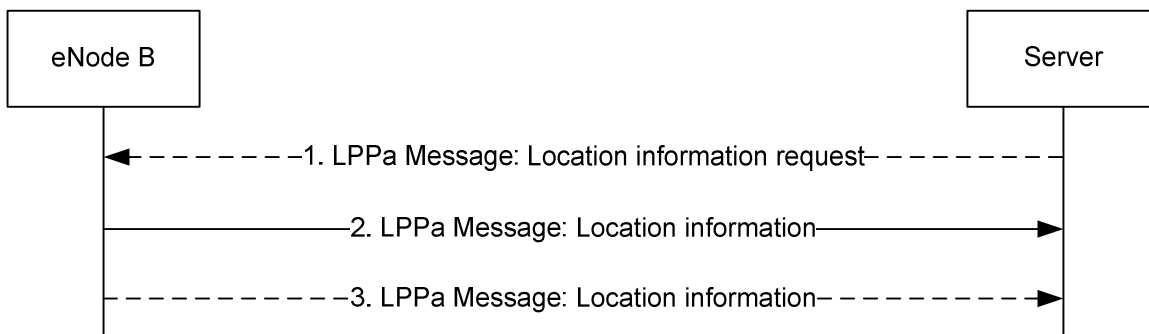 eNode B
Server
1. LPPa Message: Location information request
2. LPPa Message: Location information
3. LPPa Message: Location information